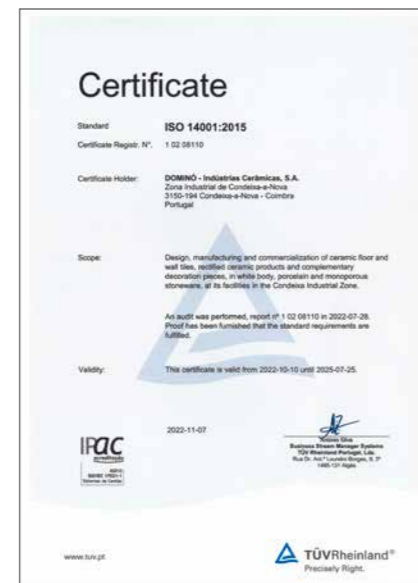 Certificate
Standard ISO 14001:2015
Certificate Registr. Nº. 1 02 08110
Certificate Holder: DOMINÓ - Indústrias Cerâmicas, S.A.
Zona Industrial de Condeixa-a-Nova
3150-194 Condeixa-a-Nova - Coimbra
Portugal
Scope: Design, manufacturing and commercialization of ceramic floor and
wall tiles, rectified ceramic products and complementary
decoration pieces, in white body, porcelain and monoporous
stoneware, at its facilities in the Condeixa Industrial Zone.
An audit was performed, report nº 1 02 08110 in 2022-07-28.
Proof has been furnished that the standard requirements are
fulfilled.
Validity: This certificate is valid from 2022-10-10 until 2025-07-25.
2022-11-07
Business Stream Manager Systems
TÜV Rheinland Portugal, Lda.
1495-131 Algés
IPAC
acreditação
www.tuv.pt
TÜVRheinland®
Precisely Right.